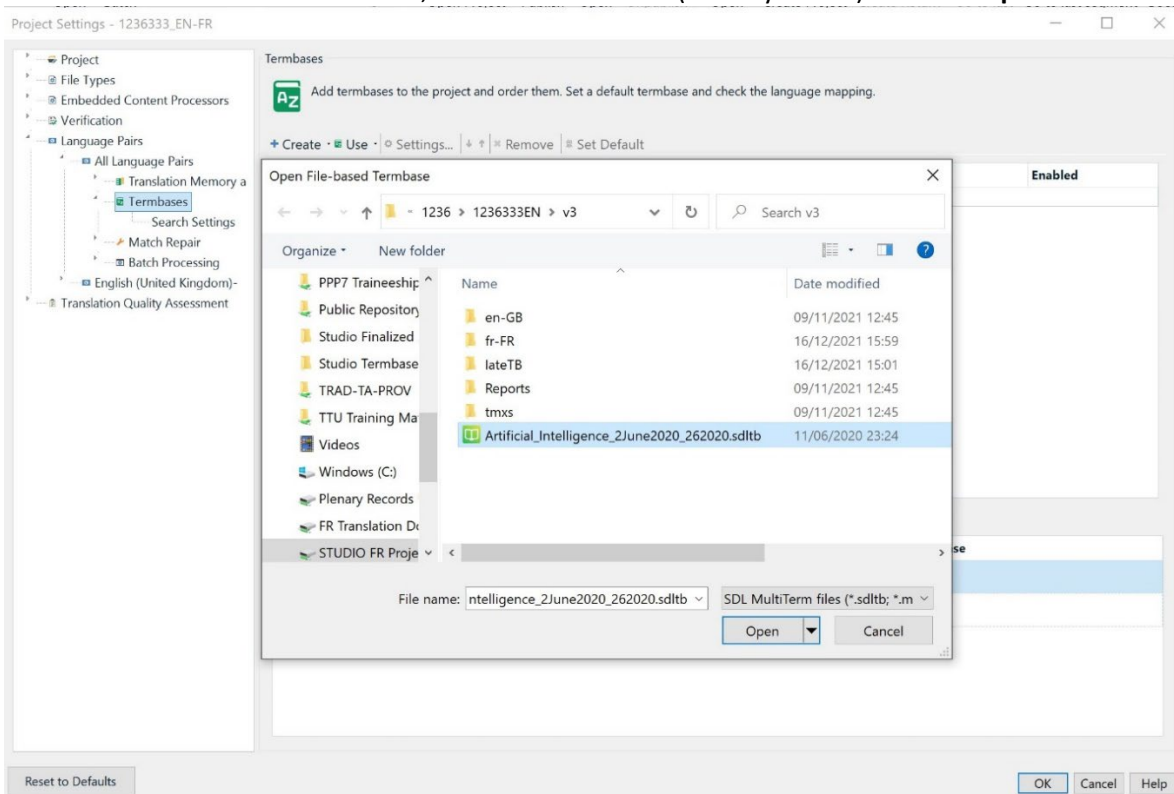 Project Settings - 1236333_EN-FR
Project
File Types
Embedded Content Processors
Verification
Language Pairs
All Language Pairs
Translation Memory a
Termbases
Search Settings
Match Repair
Batch Processing
English (United Kingdom)-
Translation Quality Assessment
Termbases
Add termbases to the project and order them. Set a default termbase and check the language mapping.
Create Use Settings... Remove Set Default
Enabled
Open File-based Termbase
1236 > 1236333EN > v3 Search v3
Organize New folder
PPP7 Traineeship
Public Repository
Studio Finalized
Studio Termbase
TRAD-TA-PROV
TTU Training Ma
Videos
Windows (C:)
Plenary Records
FR Translation Do
STUDIO FR Proje
Name Date modified
en-GB 09/11/2021 12:45
fr-FR 16/12/2021 15:59
lateTB 16/12/2021 15:01
Reports 09/11/2021 12:45
tmxs 09/11/2021 12:45
Artificial_Intelligence_2June2020_262020.sdltb 11/06/2020 23:24
se
File name: ntelligence_2June2020_262020.sdltb SDL MultiTerm files (*.sdltb; *.m
Open Cancel
Reset to Defaults OK Cancel Help